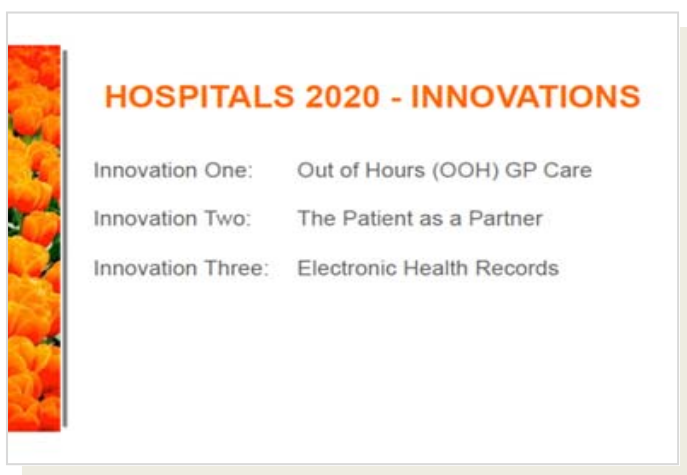 HOSPITALS 2020 - INNOVATIONS
Innovation One: Out of Hours (OOH) GP Care
Innovation Two: The Patient as a Partner
Innovation Three: Electronic Health Records